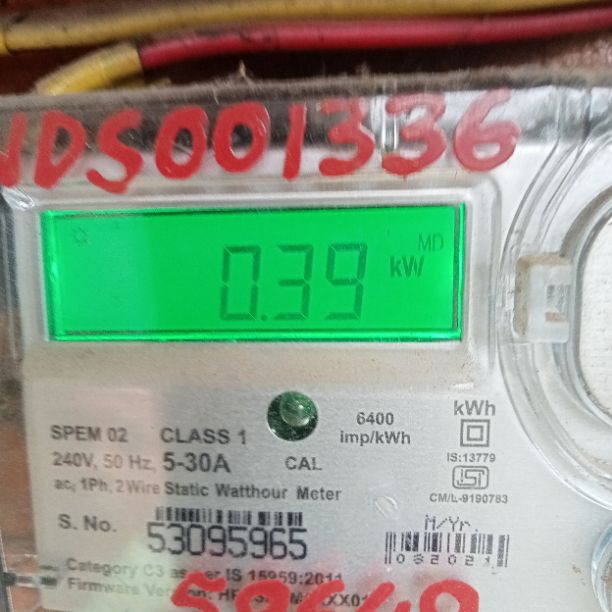 NDS001336
MD
0.39 kW
6400
imp/kWh
kWh
SPEM 02 CLASS 1
240V, 50 Hz, 5-30A
CAL
IS:13779
ac, 1Ph, 2 Wire Static Watthour Meter
CM/L-9190783
S. No. 53095965
M/Yr.
082021
Category C3 as per IS 15959:2011
Firmware